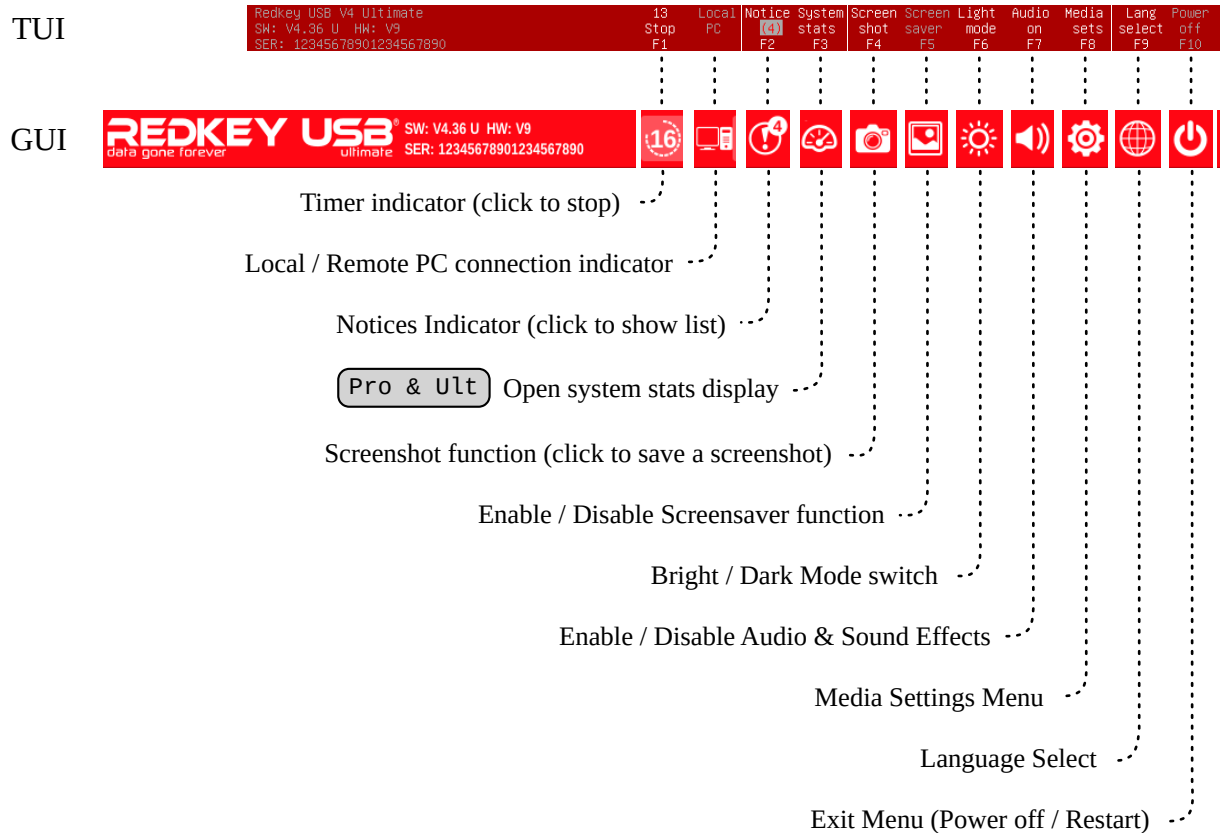 TUI
Redkey USB V4 Ultimate
SW: V4.36 U HW: V9
SER: 12345678901234567890
13 Stop F1
Local PC
Notice (4) F2
System stats F3
Screen shot F4
Screen saver F5
Light mode F6
Audio on F7
Media sets F8
Lang select F9
Power off F10
GUI
REDKEY USB®
data gone forever
ultimate
SW: V4.36 U HW: V9
SER: 12345678901234567890
:16
4
Timer indicator (click to stop)
Local / Remote PC connection indicator
Notices Indicator (click to show list)
Pro & Ult Open system stats display
Screenshot function (click to save a screenshot)
Enable / Disable Screensaver function
Bright / Dark Mode switch
Enable / Disable Audio & Sound Effects
Media Settings Menu
Language Select
Exit Menu (Power off / Restart)